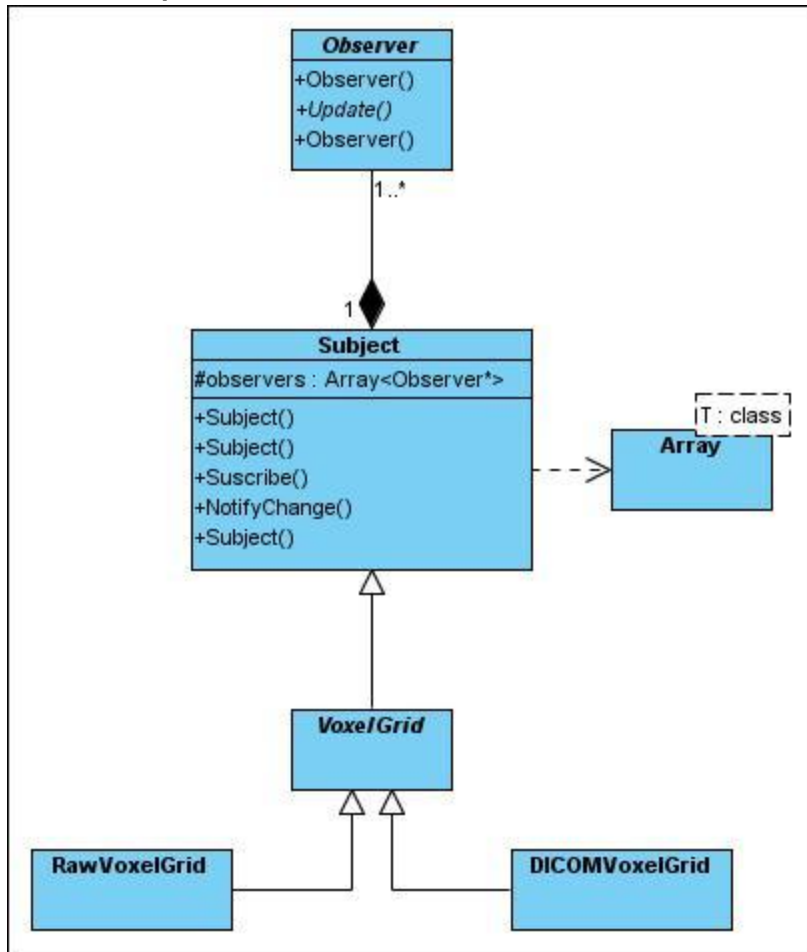 Observer
+Observer()
+Update()
+Observer()
1..*
1
Subject
#observers : Array<Observer*>
+Subject()
+Subject()
+Suscribe()
+NotifyChange()
+Subject()
T : class
Array
VoxelGrid
RawVoxelGrid
DICOMVoxelGrid